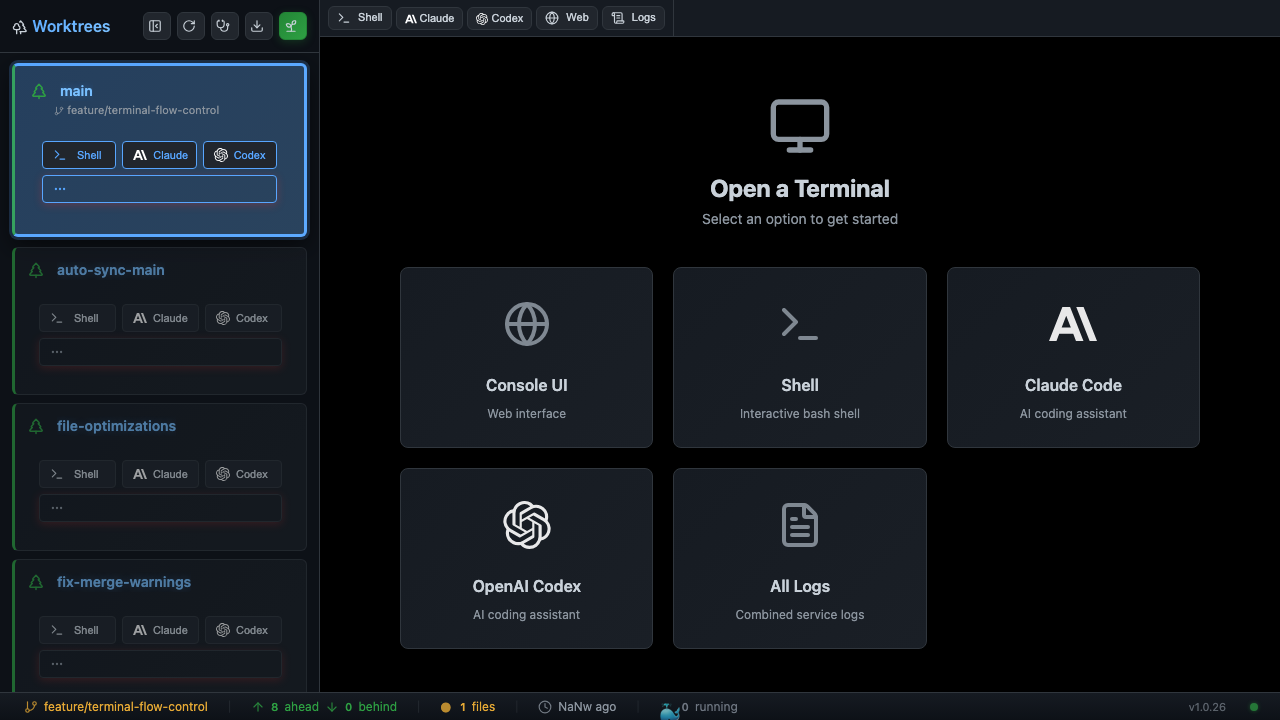 Worktrees
Shell Claude Codex Web Logs
main
feature/terminal-flow-control
Shell Claude Codex
...
auto-sync-main
Shell Claude Codex
...
file-optimizations
Shell Claude Codex
...
fix-merge-warnings
Shell Claude Codex
...
Open a Terminal
Select an option to get started
Console UI
Web interface
Shell
Interactive bash shell
Claude Code
AI coding assistant
OpenAI Codex
AI coding assistant
All Logs
Combined service logs
feature/terminal-flow-control ↑ 8 ahead ↓ 0 behind 1 files NaNw ago 0 running v1.0.26